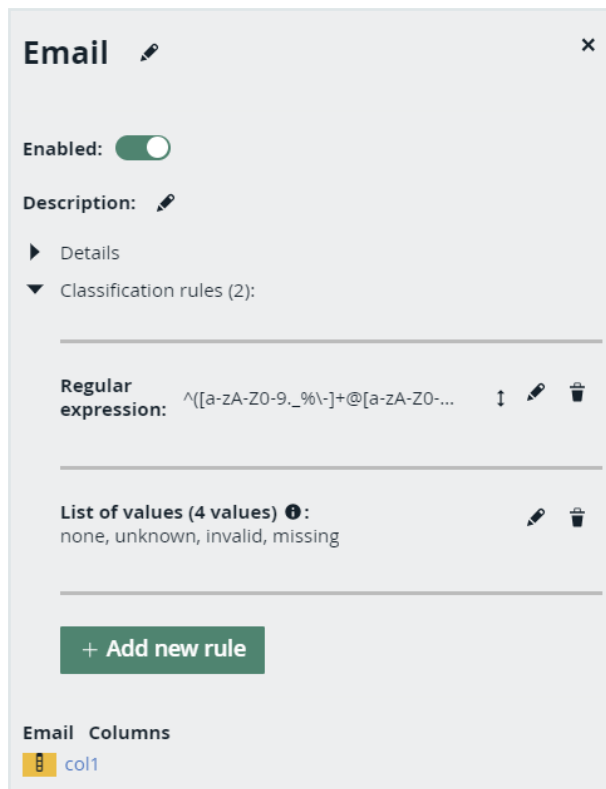 Email
Enabled:
Description:
Details
Classification rules (2):
Regular
expression: ^([a-zA-Z0-9._%\-]+@[a-zA-Z0-...
List of values (4 values) :
none, unknown, invalid, missing
+ Add new rule
Email Columns
col1